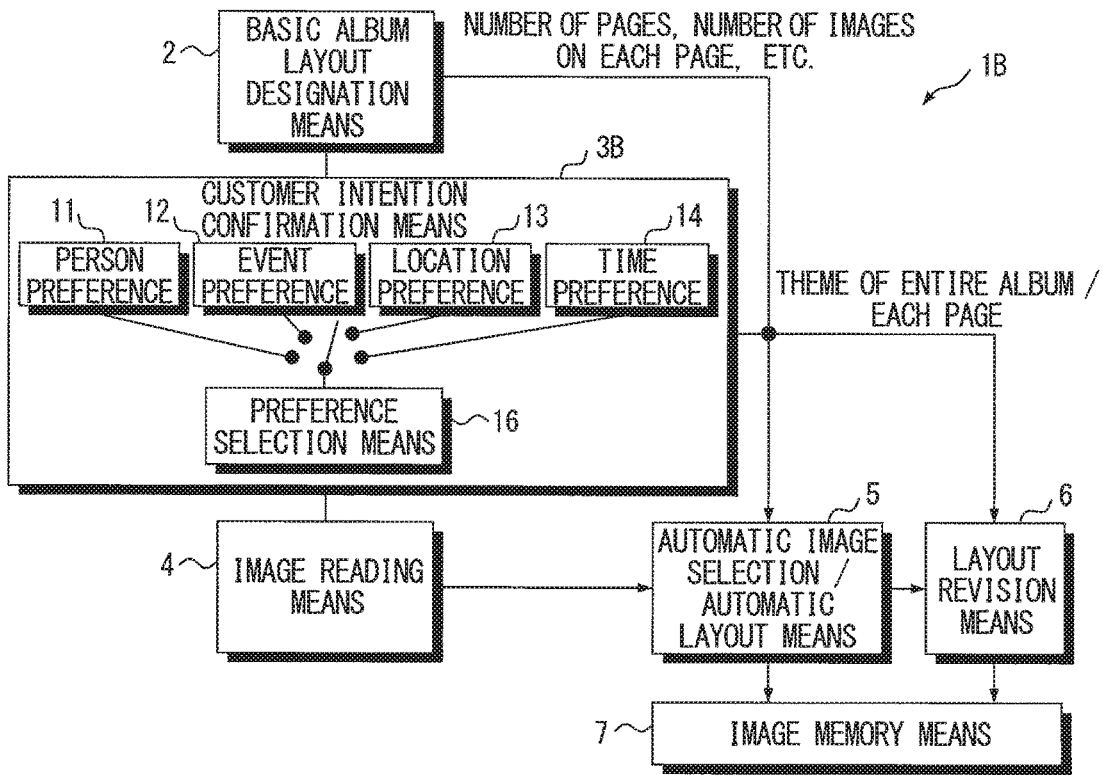 2
BASIC ALBUM
LAYOUT
DESIGNATION
MEANS
NUMBER OF PAGES, NUMBER OF IMAGES
ON EACH PAGE, ETC.
1B
3B
CUSTOMER INTENTION
CONFIRMATION MEANS
11
12
13
14
PERSON
PREFERENCE
EVENT
PREFERENCE
LOCATION
PREFERENCE
TIME
PREFERENCE
THEME OF ENTIRE ALBUM /
EACH PAGE
PREFERENCE
SELECTION MEANS
16
4
IMAGE READING
MEANS
5
AUTOMATIC IMAGE
SELECTION /
AUTOMATIC
LAYOUT MEANS
6
LAYOUT
REVISION
MEANS
7
IMAGE MEMORY MEANS